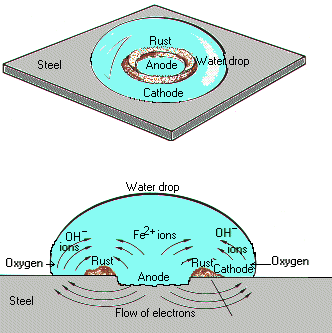 Rust
Steel
Anode
Water drop
Cathode
Water drop
OH⁻
ions
Fe²⁺ ions
OH⁻
ions
Oxygen
Rust
Rust
Cathode
Oxygen
Anode
Steel
Flow of electrons